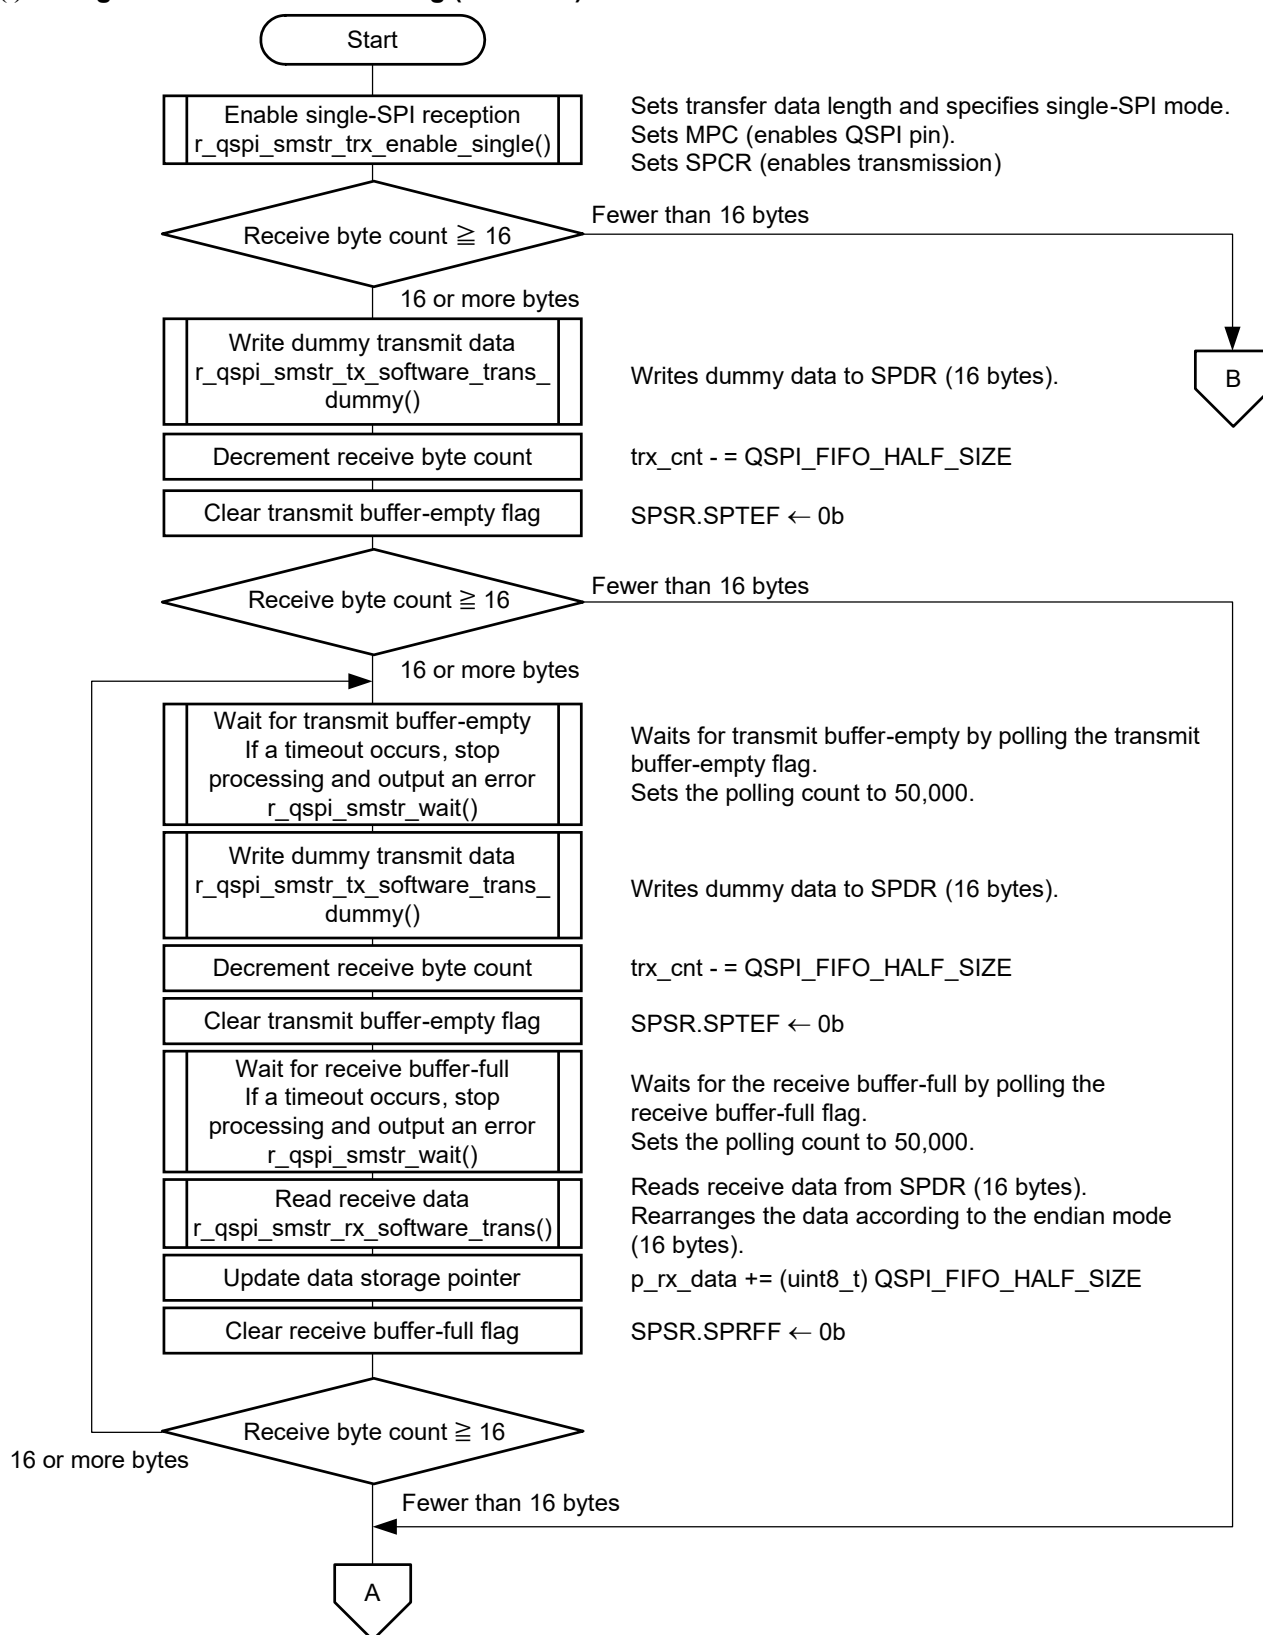 Start
Enable single-SPI reception
r_qspi_smstr_trx_enable_single()
Sets transfer data length and specifies single-SPI mode.
Sets MPC (enables QSPI pin).
Sets SPCR (enables transmission)
Receive byte count ≧ 16
Fewer than 16 bytes
16 or more bytes
Write dummy transmit data
r_qspi_smstr_tx_software_trans_
dummy()
Writes dummy data to SPDR (16 bytes).
B
Decrement receive byte count
trx_cnt - = QSPI_FIFO_HALF_SIZE
Clear transmit buffer-empty flag
SPSR.SPTEF ← 0b
Receive byte count ≧ 16
Fewer than 16 bytes
16 or more bytes
Wait for transmit buffer-empty
If a timeout occurs, stop
processing and output an error
r_qspi_smstr_wait()
Waits for transmit buffer-empty by polling the transmit
buffer-empty flag.
Sets the polling count to 50,000.
Write dummy transmit data
r_qspi_smstr_tx_software_trans_
dummy()
Writes dummy data to SPDR (16 bytes).
Decrement receive byte count
trx_cnt - = QSPI_FIFO_HALF_SIZE
Clear transmit buffer-empty flag
SPSR.SPTEF ← 0b
Wait for receive buffer-full
If a timeout occurs, stop
processing and output an error
r_qspi_smstr_wait()
Waits for the receive buffer-full by polling the
receive buffer-full flag.
Sets the polling count to 50,000.
Read receive data
r_qspi_smstr_rx_software_trans()
Reads receive data from SPDR (16 bytes).
Rearranges the data according to the endian mode
(16 bytes).
Update data storage pointer
p_rx_data += (uint8_t) QSPI_FIFO_HALF_SIZE
Clear receive buffer-full flag
SPSR.SPRFF ← 0b
Receive byte count ≧ 16
16 or more bytes
Fewer than 16 bytes
A